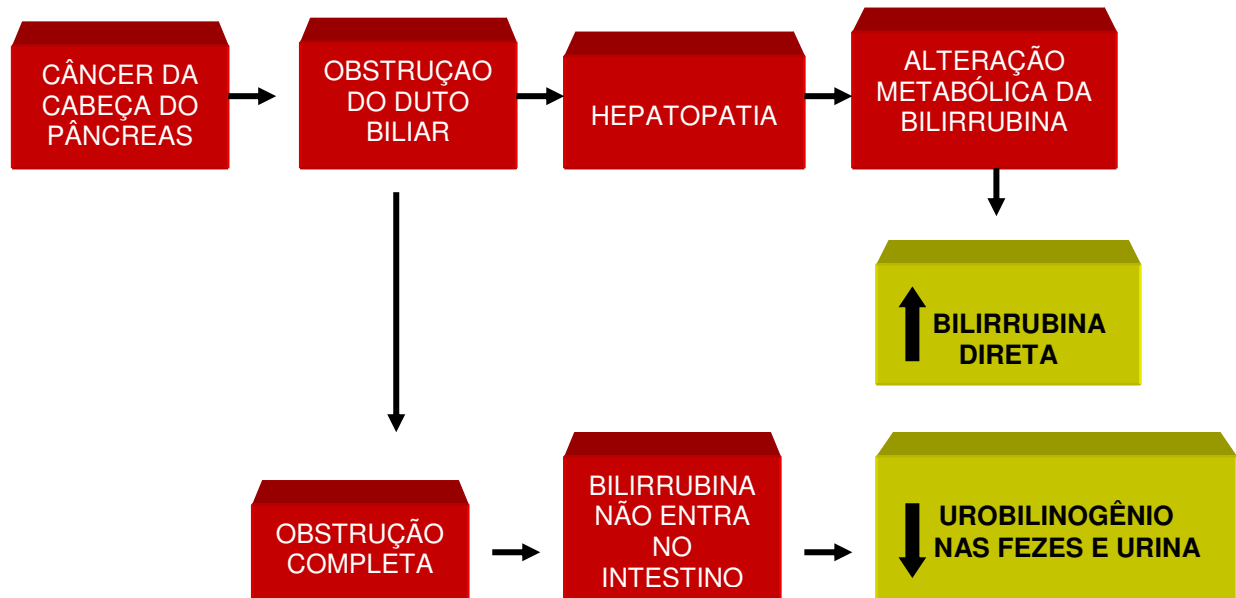 CÂNCER DA
CABEÇA DO
PÂNCREAS
OBSTRUÇAO
DO DUTO
BILIAR
HEPATOPATIA
ALTERAÇÃO
METABÓLICA DA
BILIRRUBINA
BILIRRUBINA
DIRETA
OBSTRUÇÃO
COMPLETA
BILIRRUBINA
NÃO ENTRA
NO
INTESTINO
UROBILINOGÊNIO
NAS FEZES E URINA